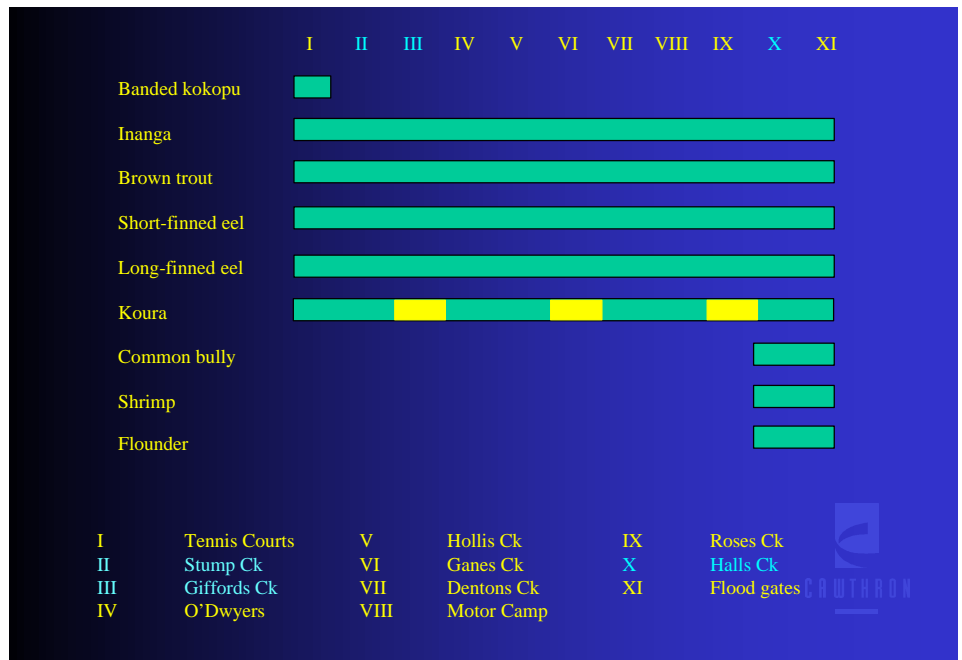 I II III IV V VI VII VIII IX X XI
Banded kokopu
Inanga
Brown trout
Short-finned eel
Long-finned eel
Koura
Common bully
Shrimp
Flounder
I Tennis Courts V Hollis Ck IX Roses Ck
II Stump Ck VI Ganes Ck X Halls Ck
III Giffords Ck VII Dentons Ck XI Flood gates
IV O’Dwyers VIII Motor Camp
CAWTHRON